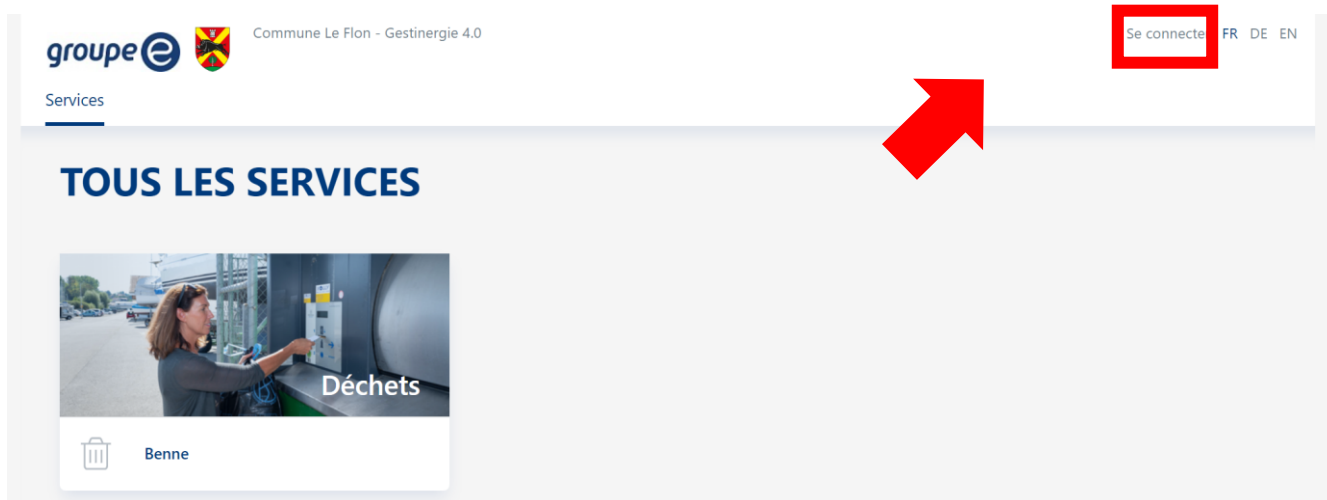 groupe e
Commune Le Flon - Gestinergie 4.0
Se connecte FR DE EN
Services
TOUS LES SERVICES
Déchets
Benne